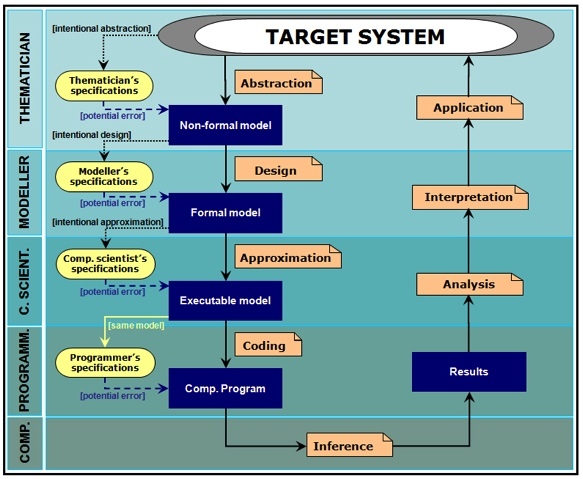 THEMATICIAN
[intentional abstraction]
TARGET SYSTEM
Thematician's
specifications
Abstraction
[potential error]
Non-formal model
Application
[intentional design]
MODELLER
Modeller's
specifications
Design
[potential error]
Formal model
Interpretation
[intentional approximation]
C. SCIENT.
Comp. scientist's
specifications
Approximation
[potential error]
Executable model
Analysis
[same model]
PROGRAMM.
Programmer's
specifications
Coding
[potential error]
Comp. Program
Results
COMP.
Inference